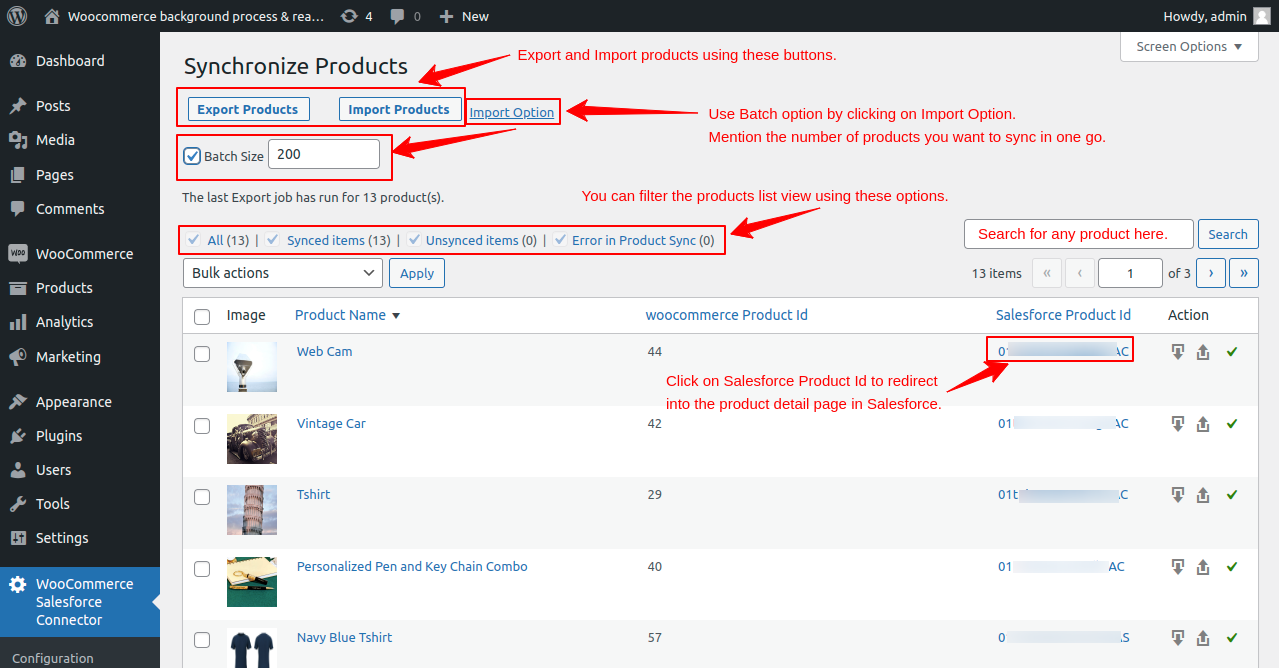 Woocommerce background process & rea… 4 0 New Howdy, admin
Screen Options
Dashboard
Posts
Media
Pages
Comments
WooCommerce
Products
Analytics
Marketing
Appearance
Plugins
Users
Tools
Settings
WooCommerce
Salesforce
Connector
Configuration
Synchronize Products
Export and Import products using these buttons.
Export Products Import Products Import Option
Use Batch option by clicking on Import Option.
Mention the number of products you want to sync in one go.
Batch Size 200
The last Export job has run for 13 product(s).
You can filter the products list view using these options.
All (13) | Synced items (13) | Unsynced items (0) | Error in Product Sync (0)
Search for any product here. Search
Bulk actions Apply
13 items « ‹ 1 of 3 › »
Image Product Name woocommerce Product Id Salesforce Product Id Action
Web Cam 44 01 AC
Click on Salesforce Product Id to redirect
into the product detail page in Salesforce.
Vintage Car 42 01 AC
Tshirt 29 01t AC
Personalized Pen and Key Chain Combo 40 01 AC
Navy Blue Tshirt 57 0 AS